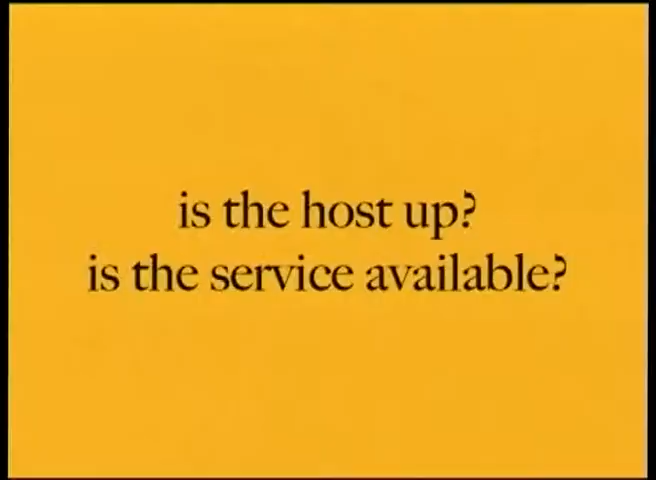 is the host up?
is the service available?